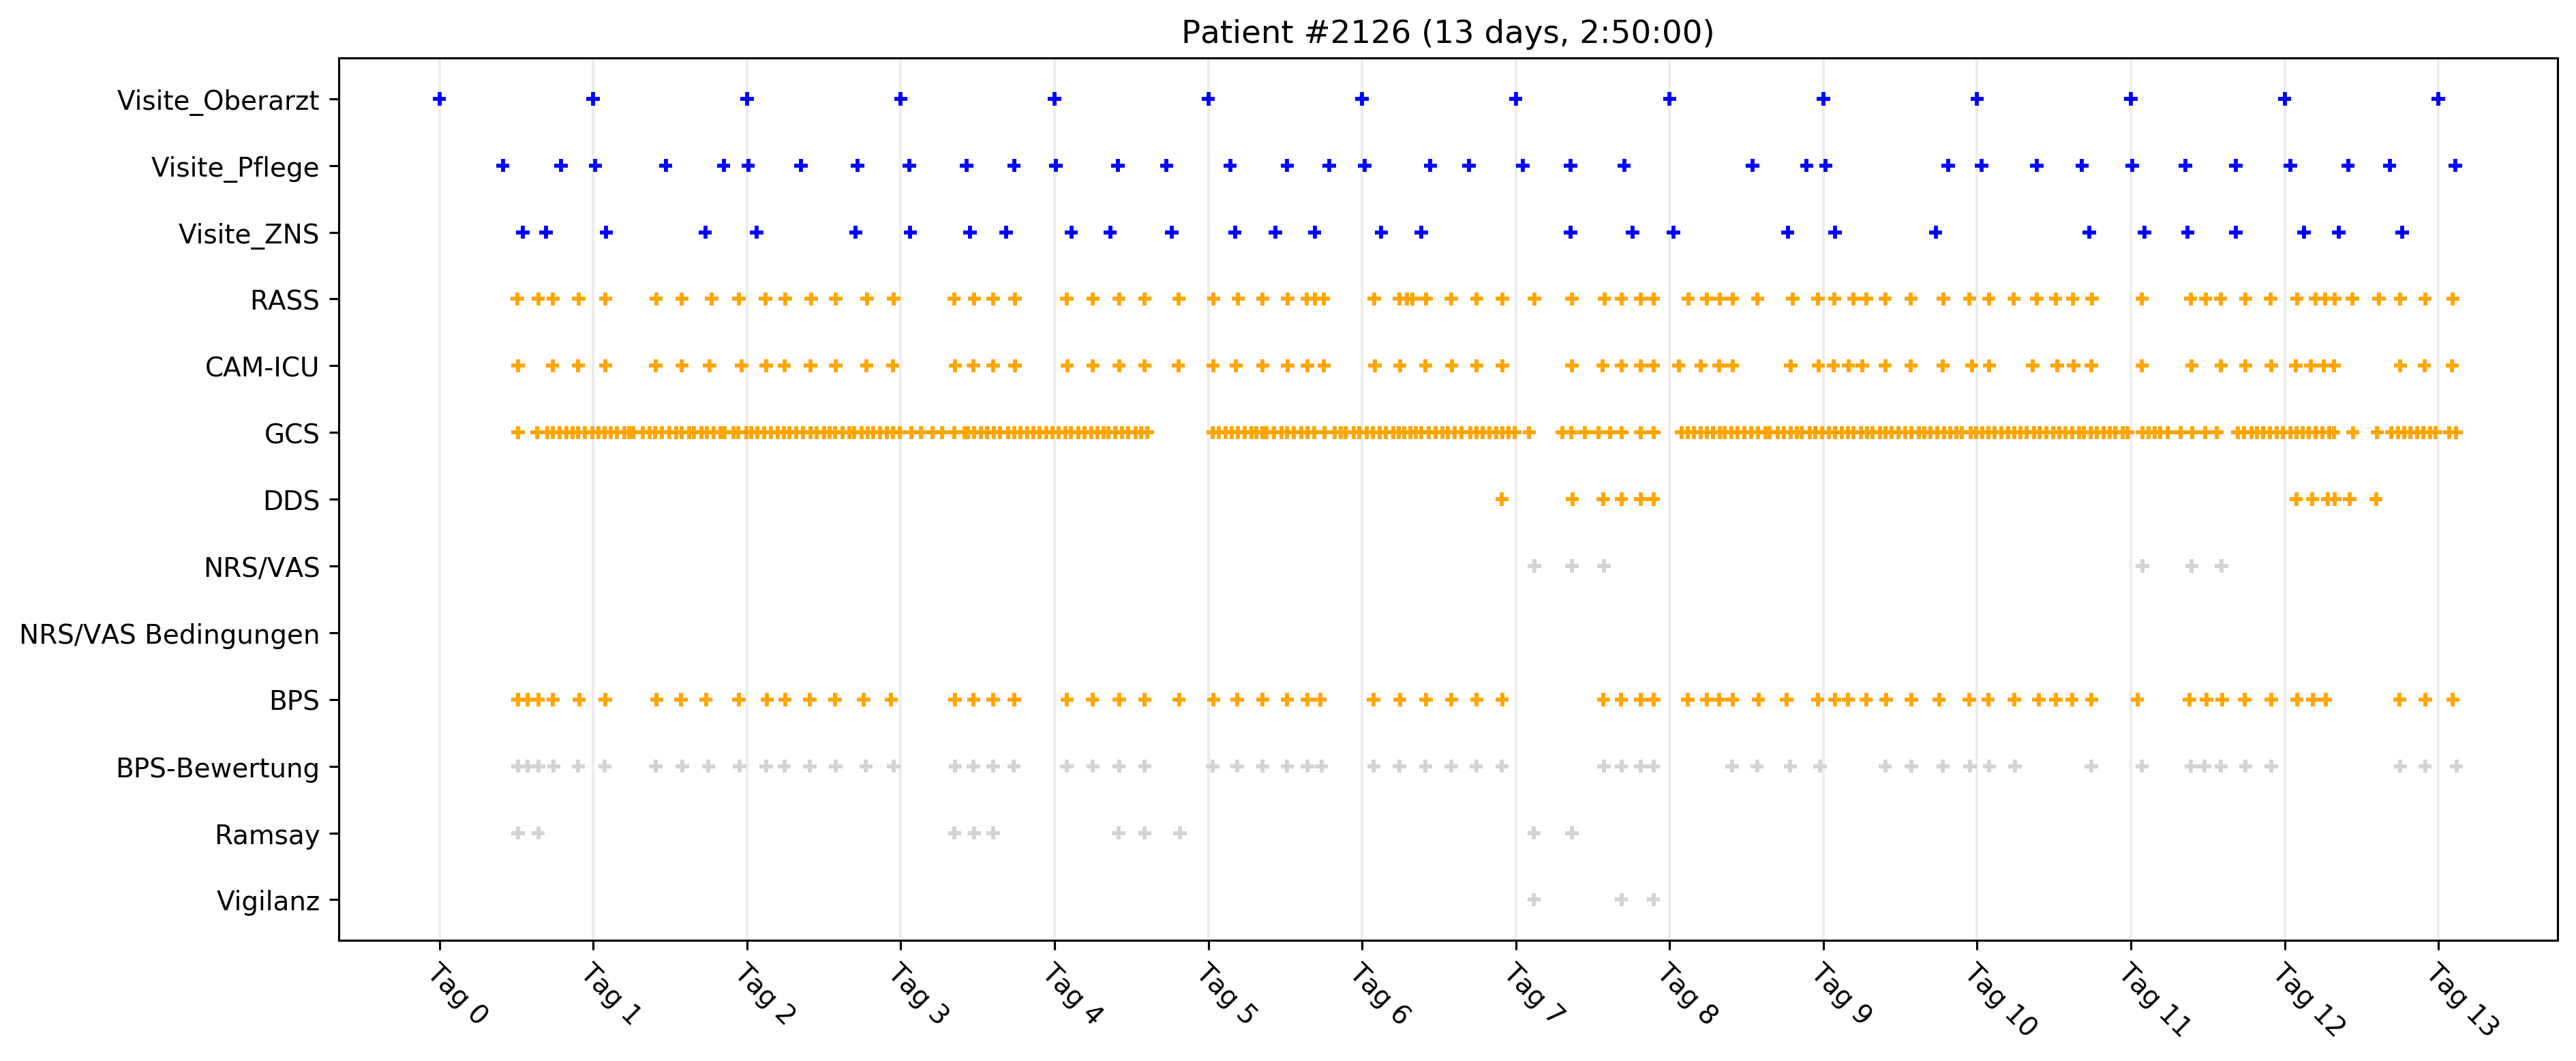 Patient #2126 (13 days, 2:50:00)
Visite_Oberarzt
Visite_Pflege
Visite_ZNS
RASS
CAM-ICU
GCS
DDS
NRS/VAS
NRS/VAS Bedingungen
BPS
BPS-Bewertung
Ramsay
Vigilanz
Tag 0
Tag 1
Tag 2
Tag 3
Tag 4
Tag 5
Tag 6
Tag 7
Tag 8
Tag 9
Tag 10
Tag 11
Tag 12
Tag 13